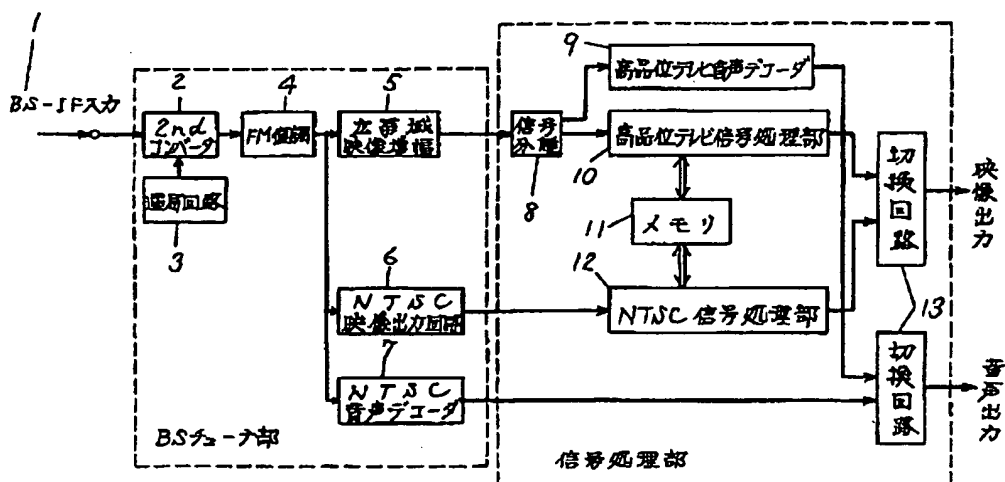 1
BS-IF入力
2
2nd
コンバータ
選局回路
3
4
FM復調
5
広帯域
映像増幅
6
NTSC
映像出力回路
7
NTSC
音声デコーダ
BSチューナ部
信号
分離
8
9
高品位テレビ音声デコーダ
高品位テレビ信号処理部
10
11
メモリ
12
NTSC信号処理部
切換回路
13
切換回路
映像出力
音声出力
信号処理部